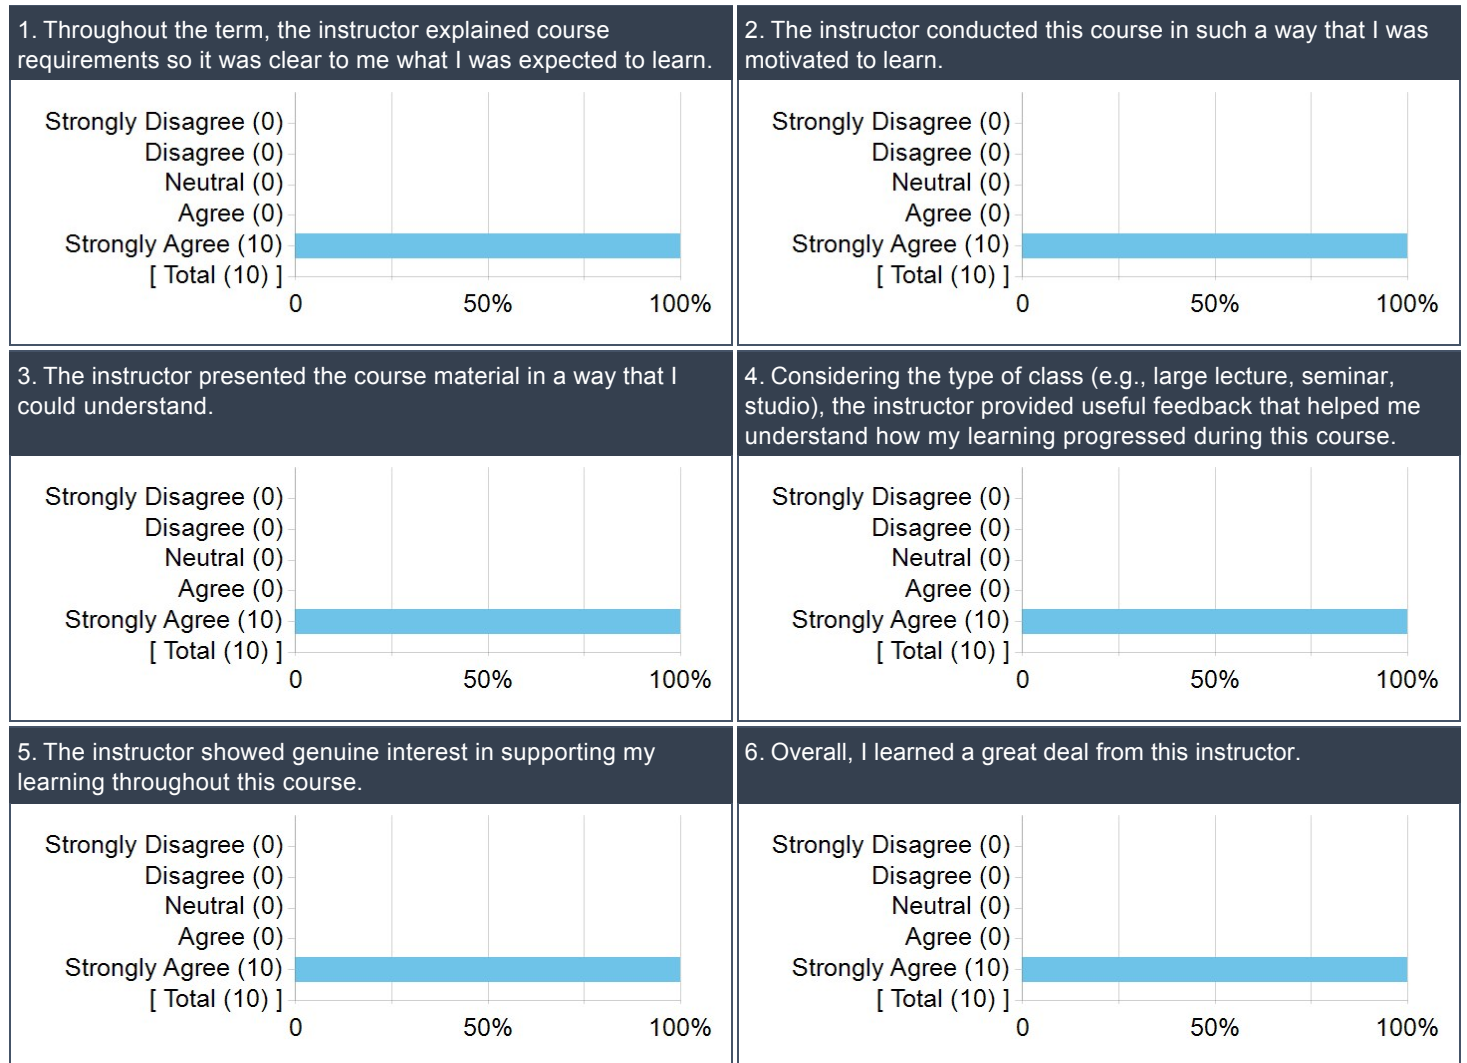 1. Throughout the term, the instructor explained course
requirements so it was clear to me what I was expected to learn.
Strongly Disagree (0)
Disagree (0)
Neutral (0)
Agree (0)
Strongly Agree (10)
[ Total (10) ]
0 50% 100%
2. The instructor conducted this course in such a way that I was
motivated to learn.
Strongly Disagree (0)
Disagree (0)
Neutral (0)
Agree (0)
Strongly Agree (10)
[ Total (10) ]
0 50% 100%
3. The instructor presented the course material in a way that I
could understand.
Strongly Disagree (0)
Disagree (0)
Neutral (0)
Agree (0)
Strongly Agree (10)
[ Total (10) ]
0 50% 100%
4. Considering the type of class (e.g., large lecture, seminar,
studio), the instructor provided useful feedback that helped me
understand how my learning progressed during this course.
Strongly Disagree (0)
Disagree (0)
Neutral (0)
Agree (0)
Strongly Agree (10)
[ Total (10) ]
0 50% 100%
5. The instructor showed genuine interest in supporting my
learning throughout this course.
Strongly Disagree (0)
Disagree (0)
Neutral (0)
Agree (0)
Strongly Agree (10)
[ Total (10) ]
0 50% 100%
6. Overall, I learned a great deal from this instructor.
Strongly Disagree (0)
Disagree (0)
Neutral (0)
Agree (0)
Strongly Agree (10)
[ Total (10) ]
0 50% 100%